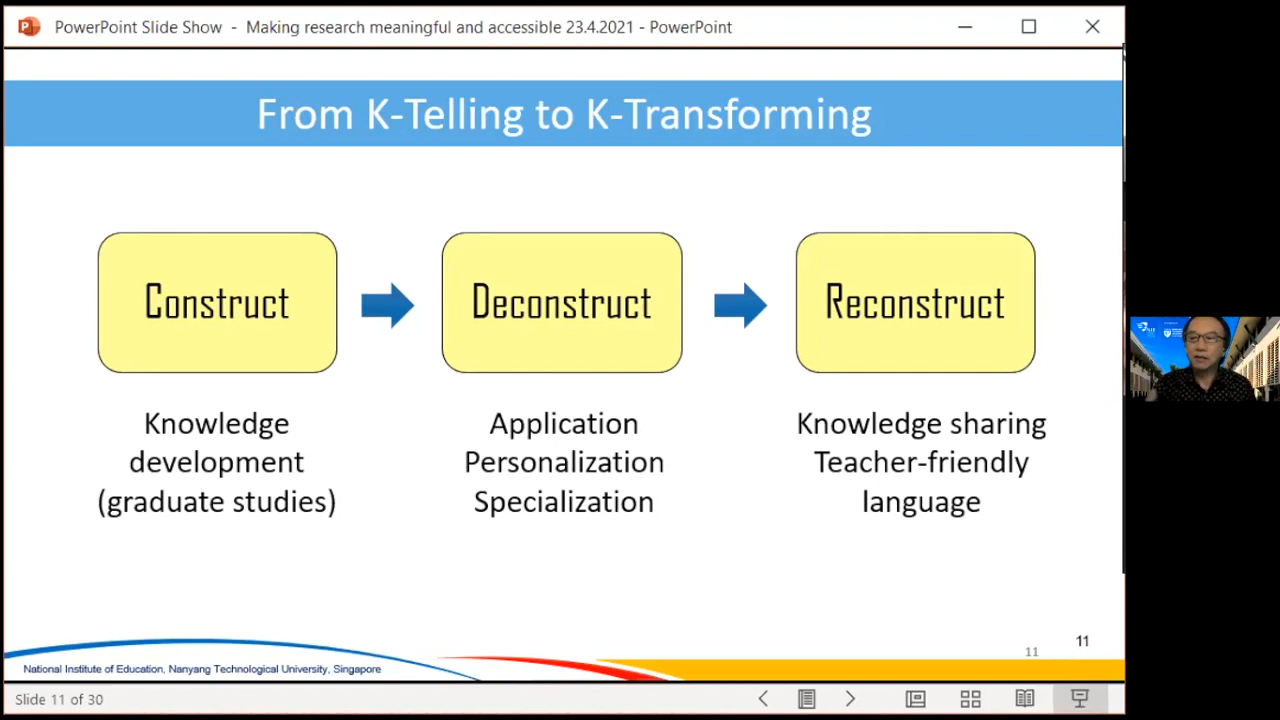 PowerPoint Slide Show - Making research meaningful and accessible 23.4.2021 - PowerPoint
From K-Telling to K-Transforming
Construct
Deconstruct
Reconstruct
Knowledge
development
(graduate studies)
Application
Personalization
Specialization
Knowledge sharing
Teacher-friendly
language
11
11
National Institute of Education, Nanyang Technological University, Singapore
Slide 11 of 30